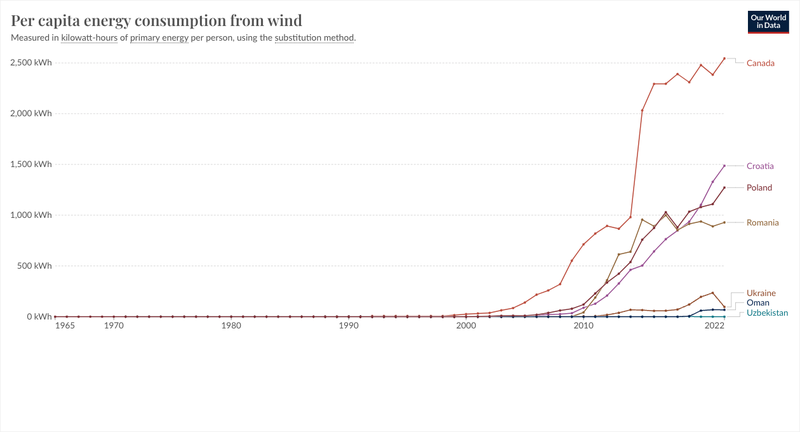 Per capita energy consumption from wind
Our World
in Data
Measured in kilowatt-hours of primary energy per person, using the substitution method.
2,500 kWh
Canada
2,000 kWh
1,500 kWh
Croatia
Poland
1,000 kWh
Romania
500 kWh
Ukraine
Oman
Uzbekistan
0 kWh
1965
1970
1980
1990
2000
2010
2022